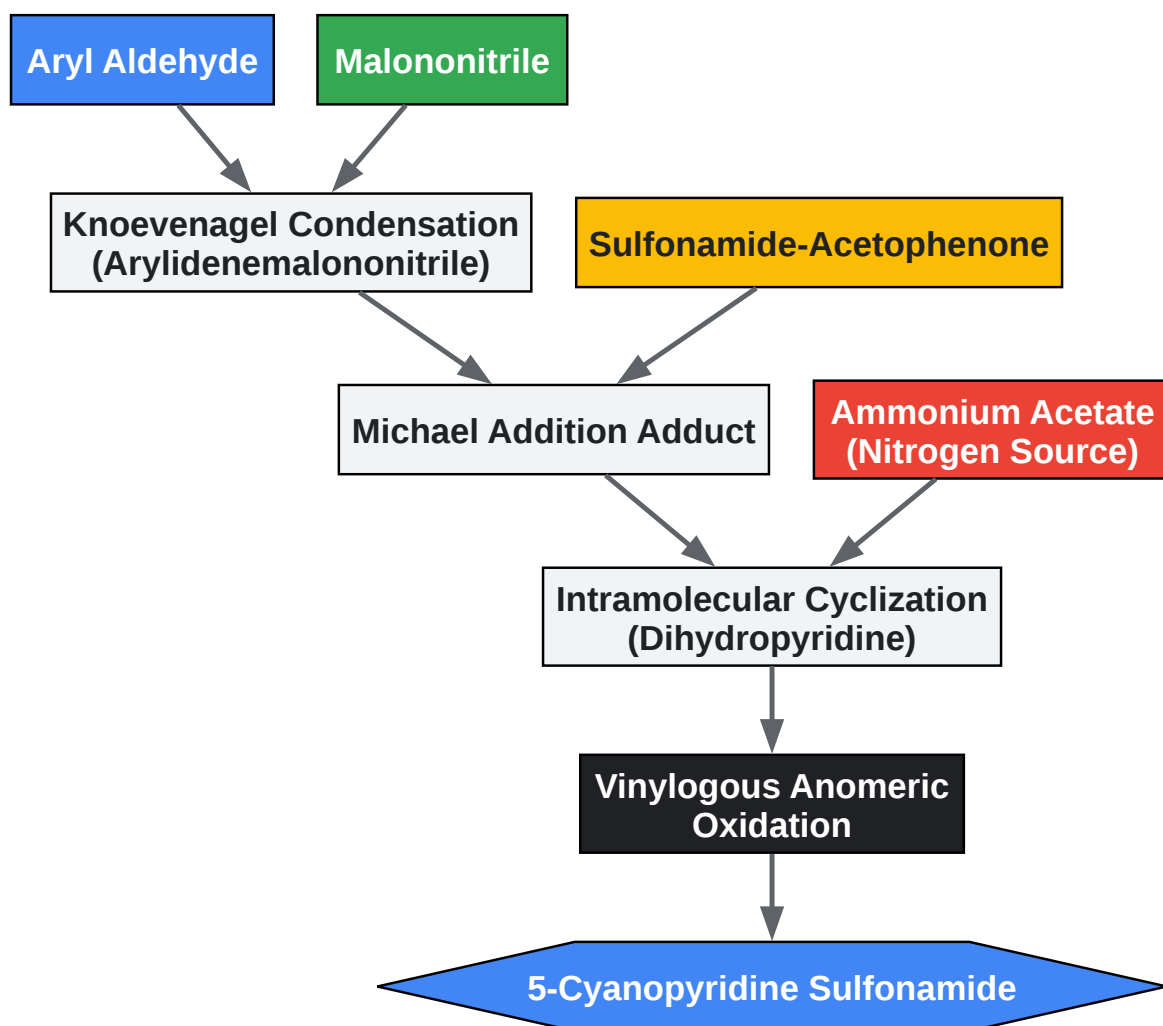 Aryl Aldehyde
Malononitrile
Knoevenagel Condensation
(Arylidenemalononitrile)
Sulfonamide-Acetophenone
Michael Addition Adduct
Ammonium Acetate
(Nitrogen Source)
Intramolecular Cyclization
(Dihydropyridine)
Vinylogous Anomeric
Oxidation
5-Cyanopyridine Sulfonamide